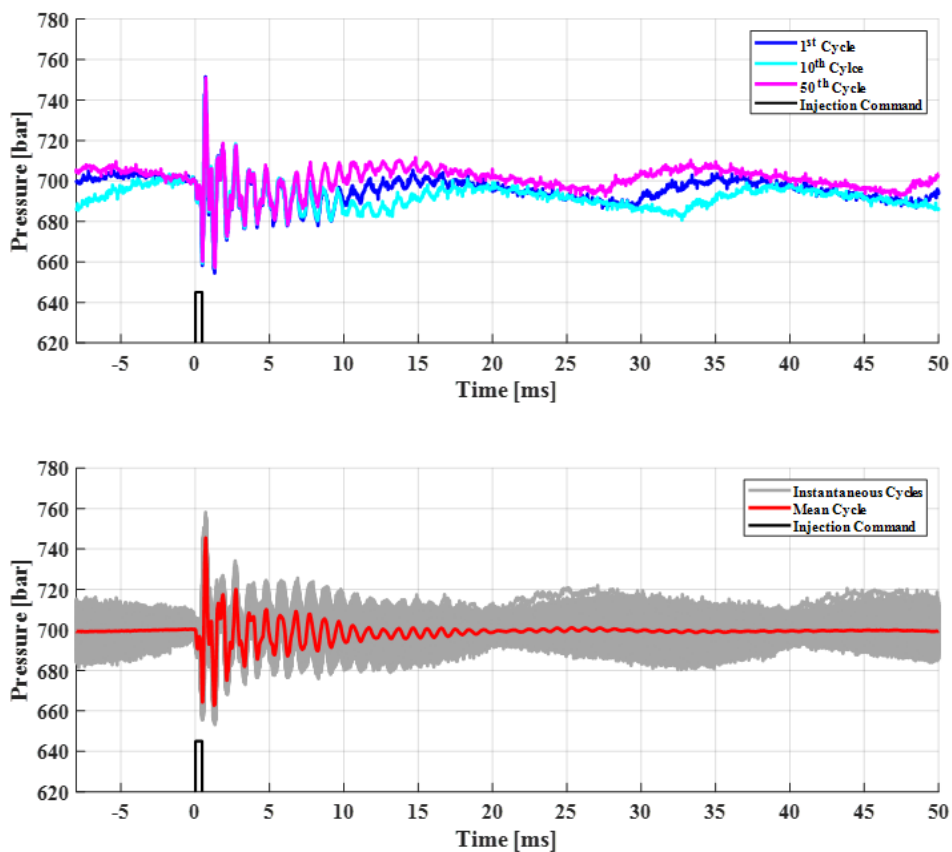 780
760
740
720
700
680
660
640
620
Pressure [bar]
1st Cycle
10th Cylce
50 th Cycle
Injection Command
-5 0 5 10 15 20 25 30 35 40 45 50
Time [ms]
780
760
740
720
700
680
660
640
620
Pressure [bar]
Instantaneous Cycles
Mean Cycle
Injection Command
-5 0 5 10 15 20 25 30 35 40 45 50
Time [ms]